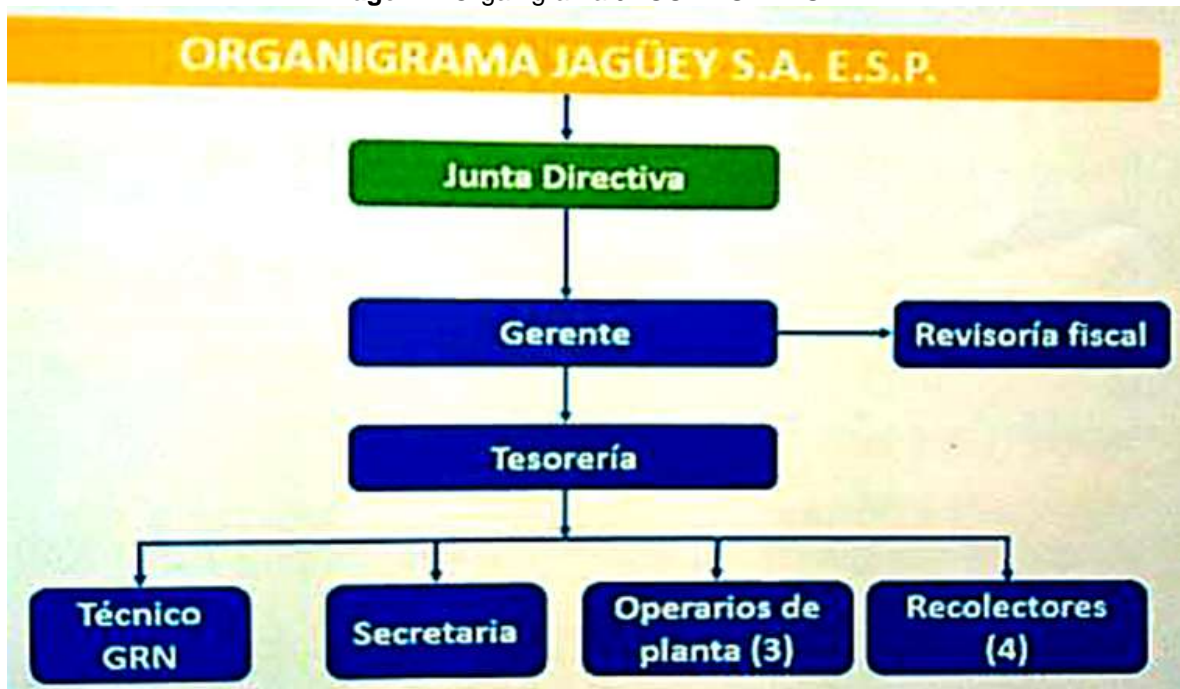 ORGANIGRAMA JAGÜEY S.A. E.S.P.
Junta Directiva
Gerente
Revisoría fiscal
Tesorería
Técnico
GRN
Secretaria
Operarios de
planta (3)
Recolectores
(4)